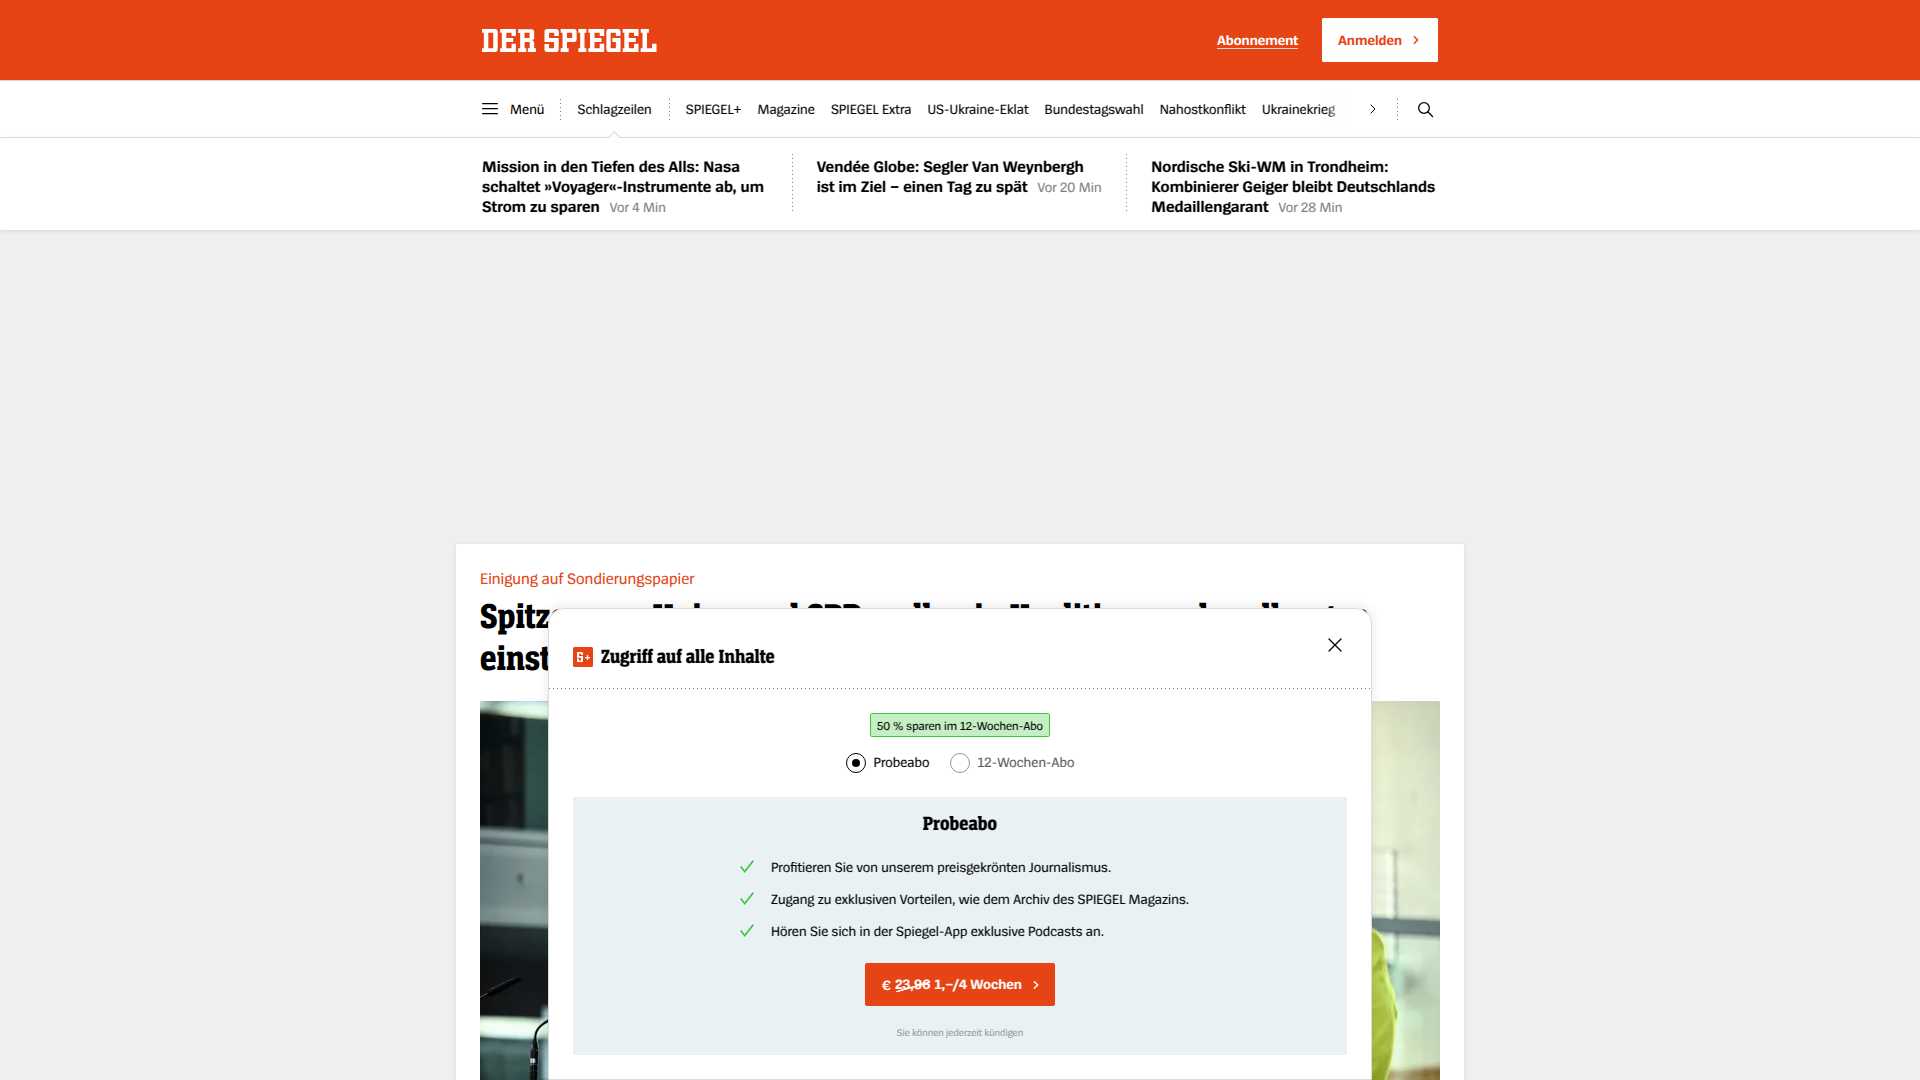 DER SPIEGEL
Abonnement
Anmelden
Menü
Schlagzeilen
SPIEGEL+
Magazine
SPIEGEL Extra
US-Ukraine-Eklat
Bundestagswahl
Nahostkonflikt
Ukrainekrieg
Mission in den Tiefen des Alls: Nasa
schaltet »Voyager«-Instrumente ab, um
Strom zu sparen Vor 4 Min
Vendée Globe: Segler Van Weynbergh
ist im Ziel – einen Tag zu spät Vor 20 Min
Nordische Ski-WM in Trondheim:
Kombinierer Geiger bleibt Deutschlands
Medaillengarant Vor 28 Min
Einigung auf Sondierungspapier
Zugriff auf alle Inhalte
50 % sparen im 12-Wochen-Abo
Probeabo
12-Wochen-Abo
Probeabo
Profitieren Sie von unserem preisgekrönten Journalismus.
Zugang zu exklusiven Vorteilen, wie dem Archiv des SPIEGEL Magazins.
Hören Sie sich in der Spiegel-App exklusive Podcasts an.
€ 23,96 1,–/4 Wochen
Sie können jederzeit kündigen